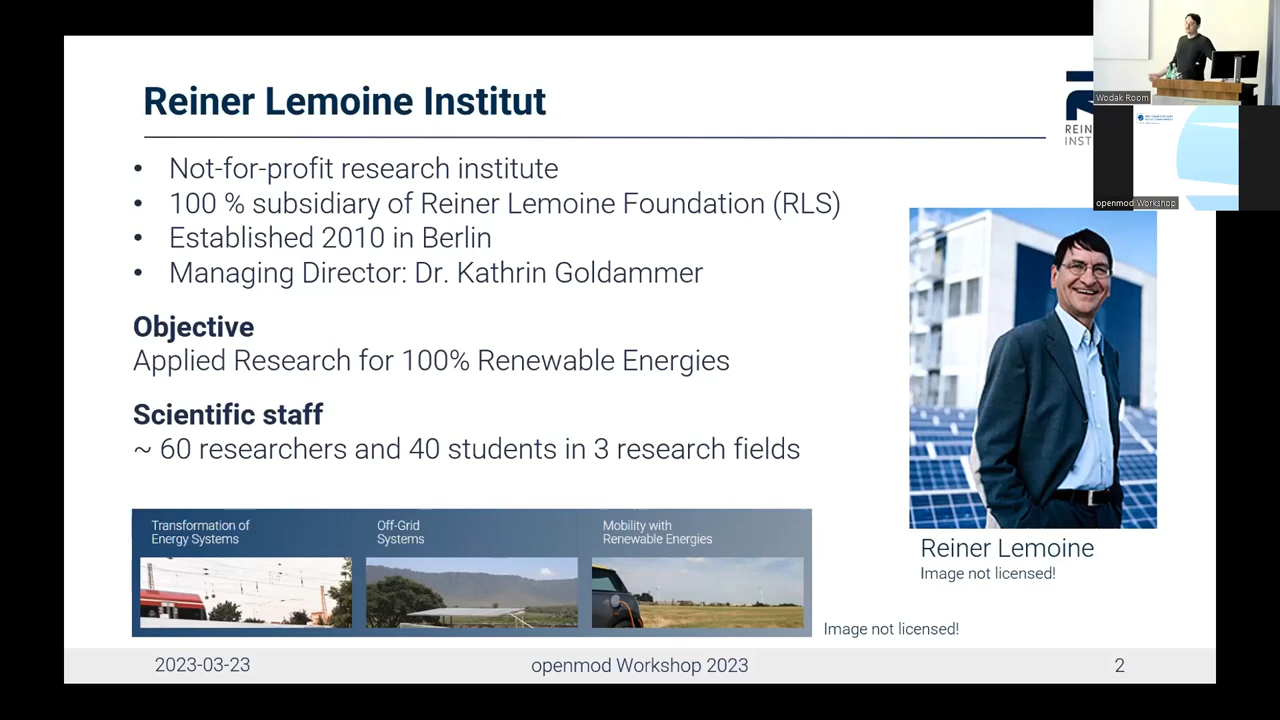 Reiner Lemoine Institut
REIN
INST
Wodak Room
openmod Workshop
• Not-for-profit research institute
• 100 % subsidiary of Reiner Lemoine Foundation (RLS)
• Established 2010 in Berlin
• Managing Director: Dr. Kathrin Goldammer
Objective
Applied Research for 100% Renewable Energies
Scientific staff
~ 60 researchers and 40 students in 3 research fields
Transformation of
Energy Systems
Off-Grid
Systems
Mobility with
Renewable Energies
Reiner Lemoine
Image not licensed!
Image not licensed!
2023-03-23
openmod Workshop 2023
2